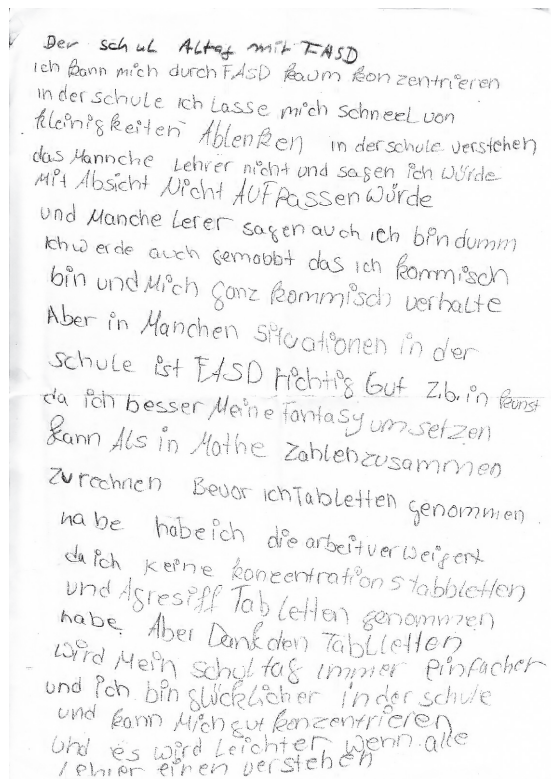 Der schul Altag mit FASD
ich kann mich durch FASD kaum konzentrieren
in der schule ich Lasse mich schneel von
kleinigkeiten Ablenken in der schule verstehen
das Mannche Lehrer nicht und sagen ich würde
Mit Absicht Nicht AUFPassen Würde
und Manche Lerer sagen auch ich bin dumm
ich werde auch gemobbt das ich kommisch
bin und Mich ganz kommisch verhalte
Aber in Manchen Situationen in der
schule ist FASD richtig Gut z.b. in kunst
da ich besser Meine fantasy umsetzen
kann Als in Mathe Zahlen zusammen
zu rechnen Bevor ich Tabletten genommen
habe habe ich die arbeit verweigert
da ich keine konzentrations tabbletten
und Agresiff Tabletten genommen
habe Aber Dank den Tablletten
wird Mein schultag immer einfacher
und ich bin glücklicher in der schule
und kann Mich gut konzentrieren
und es wird Leichter wenn alle
Lehrer einen verstehen